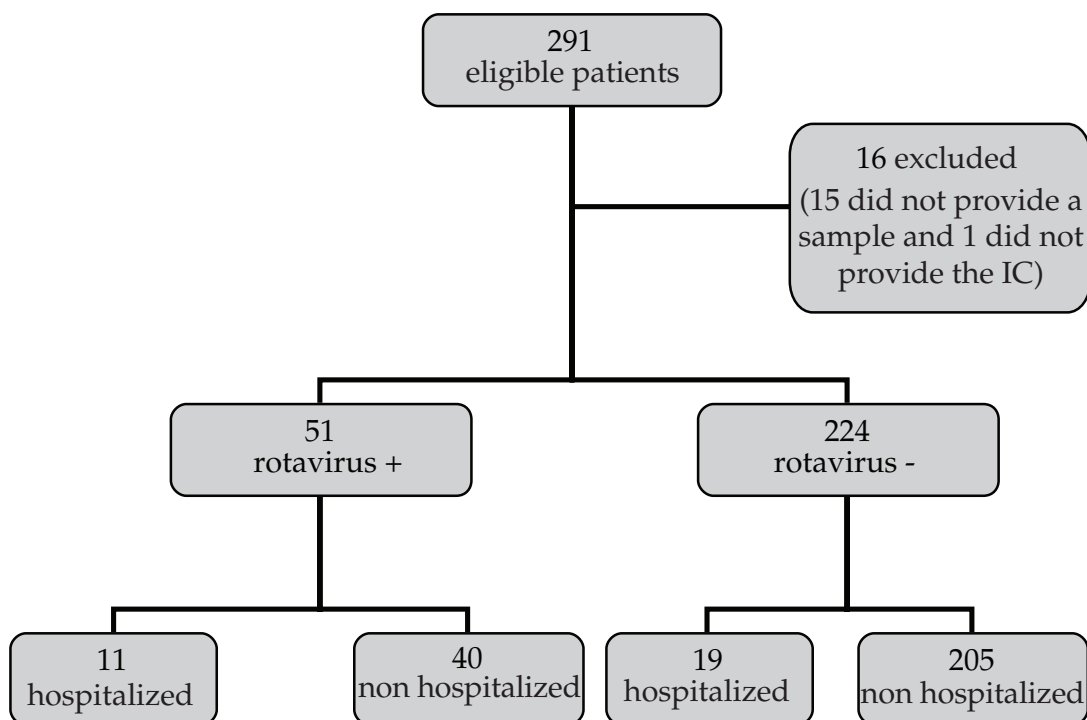 291
eligible patients
16 excluded
(15 did not provide a
sample and 1 did not
provide the IC)
51
rotavirus +
224
rotavirus -
11
hospitalized
40
non hospitalized
19
hospitalized
205
non hospitalized